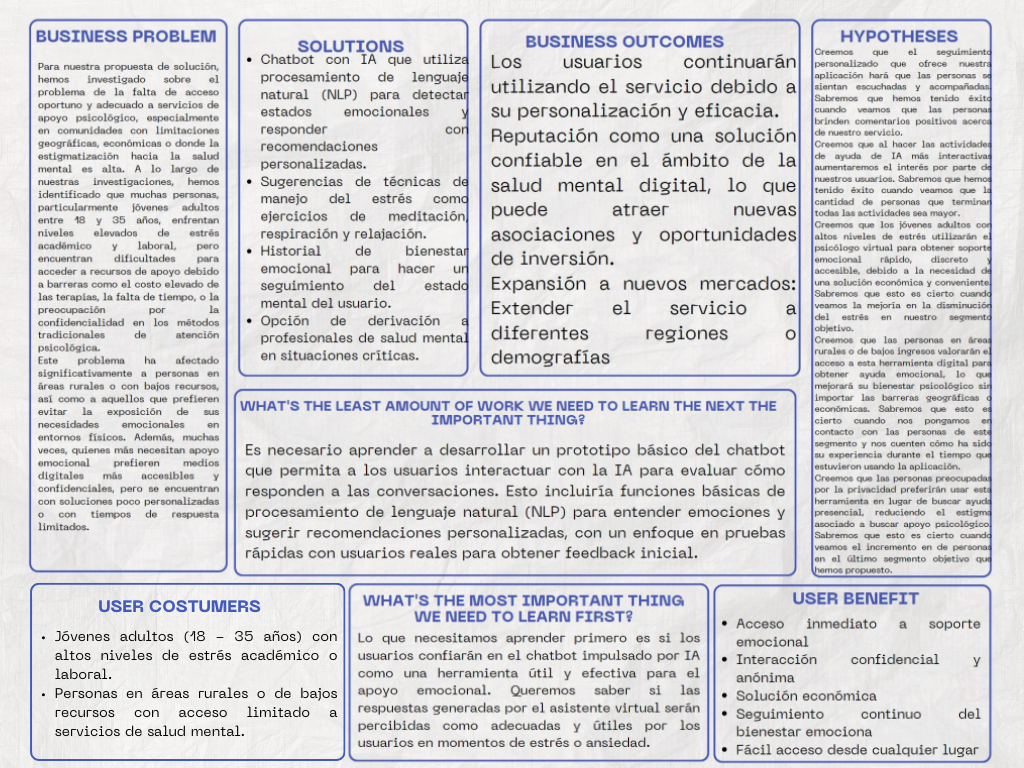 BUSINESS PROBLEM
Para nuestra propuesta de solución,
hemos investigado sobre el
problema de la falta de acceso
oportuno y adecuado a servicios de
apoyo psicológico, especialmente
en comunidades con limitaciones
geográficas, económicas o donde la
estigmatización hacia la salud
mental es alta. A lo largo de
nuestras investigaciones, hemos
identificado que muchas personas,
particularmente jóvenes adultos
entre 18 y 35 años, enfrentan
niveles elevados de estrés
académico y laboral, pero
encuentran dificultades para
acceder a recursos de apoyo debido
a barreras como el costo elevado de
las terapias, la falta de tiempo, o la
preocupación por la
confidencialidad en los métodos
tradicionales de atención
psicológica.
Este problema ha afectado
significativamente a personas en
áreas rurales o con bajos recursos,
así como a aquellos que prefieren
evitar la exposición de sus
necesidades emocionales en
entornos físicos. Además, muchas
veces, quienes más necesitan apoyo
emocional prefieren medios
digitales más accesibles y
confidenciales, pero se encuentran
con soluciones poco personalizadas
o con tiempos de respuesta
limitados.
SOLUTIONS
• Chatbot con IA que utiliza
procesamiento de lenguaje
natural (NLP) para detectar
estados emocionales y
responder con
recomendaciones
personalizadas.
• Sugerencias de técnicas de
manejo del estrés como
ejercicios de meditación,
respiración y relajación.
• Historial de bienestar
emocional para hacer un
seguimiento del estado
mental del usuario.
• Opción de derivación a
profesionales de salud mental
en situaciones críticas.
BUSINESS OUTCOMES
Los usuarios continuarán
utilizando el servicio debido a
su personalización y eficacia.
Reputación como una solución
confiable en el ámbito de la
salud mental digital, lo que
puede atraer nuevas
asociaciones y oportunidades
de inversión.
Expansión a nuevos mercados:
Extender el servicio a
diferentes regiones o
demografías
HYPOTHESES
Creemos que el seguimiento
personalizado que ofrece nuestra
aplicación hará que las personas se
sientan escuchadas y acompañadas.
Sabremos que hemos tenido éxito
cuando veamos que las personas
brinden comentarios positivos acerca
de nuestro servicio.
Creemos que al hacer las actividades
de ayuda de IA más interactivas
aumentaremos el interés por parte de
nuestros usuarios. Sabremos que hemos
tenido éxito cuando veamos que la
cantidad de personas que terminan
todas las actividades sea mayor.
Creemos que los jóvenes adultos con
altos niveles de estrés utilizarán el
psicólogo virtual para obtener soporte
emocional rápido, discreto y
accesible, debido a la necesidad de
una solución económica y conveniente.
Sabremos que esto es cierto cuando
veamos la mejoría en la disminución
del estrés en nuestro segmento
objetivo.
Creemos que las personas en áreas
rurales o de bajos ingresos valorarán el
acceso a esta herramienta digital para
obtener ayuda emocional, lo que
mejorará su bienestar psicológico sin
importar las barreras geográficas o
económicas. Sabremos que esto es
cierto cuando nos pongamos en
contacto con las personas de este
segmento y nos cuenten cómo ha sido
su experiencia durante el tiempo que
estuvieron usando la aplicación.
Creemos que las personas preocupadas
por la privacidad preferirán usar esta
herramienta en lugar de buscar ayuda
presencial, reduciendo el estigma
asociado a buscar apoyo psicológico.
Sabremos que esto es cierto cuando
veamos el incremento en de personas
en el último segmento objetivo que
hemos propuesto.
WHAT'S THE LEAST AMOUNT OF WORK WE NEED TO LEARN THE NEXT THE
IMPORTANT THING?
Es necesario aprender a desarrollar un prototipo básico del chatbot
que permita a los usuarios interactuar con la IA para evaluar cómo
responden a las conversaciones. Esto incluiría funciones básicas de
procesamiento de lenguaje natural (NLP) para entender emociones y
sugerir recomendaciones personalizadas, con un enfoque en pruebas
rápidas con usuarios reales para obtener feedback inicial.
USER COSTUMERS
• Jóvenes adultos (18 – 35 años) con
altos niveles de estrés académico o
laboral.
• Personas en áreas rurales o de bajos
recursos con acceso limitado a
servicios de salud mental.
WHAT'S THE MOST IMPORTANT THING
WE NEED TO LEARN FIRST?
Lo que necesitamos aprender primero es si los
usuarios confiarán en el chatbot impulsado por IA
como una herramienta útil y efectiva para el
apoyo emocional. Queremos saber si las
respuestas generadas por el asistente virtual serán
percibidas como adecuadas y útiles por los
usuarios en momentos de estrés o ansiedad.
USER BENEFIT
• Acceso inmediato a soporte
emocional
• Interacción confidencial y
anónima
• Solución económica
• Seguimiento continuo del
bienestar emociona
• Fácil acceso desde cualquier lugar